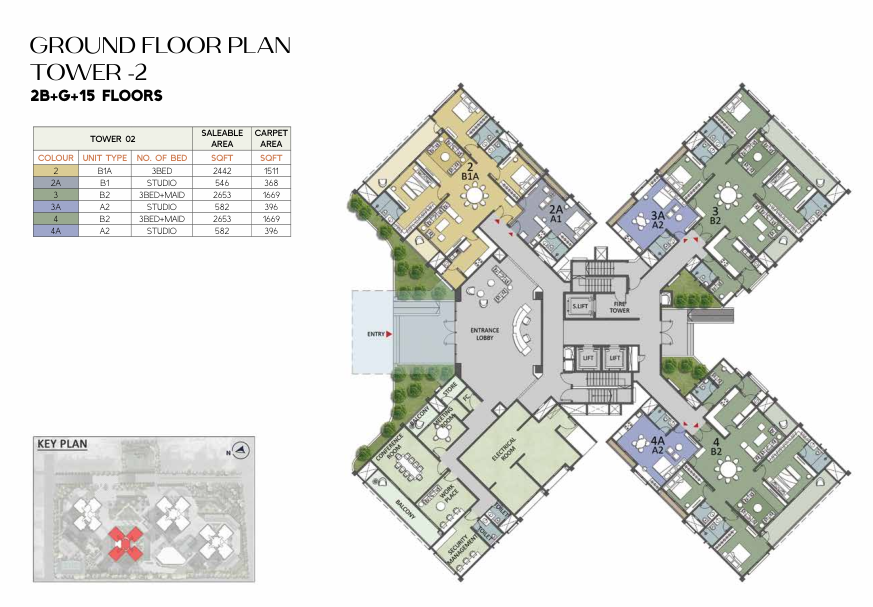 GROUND FLOOR PLAN
TOWER -2
2B+G+15 FLOORS
TOWER 02 SALEABLE AREA CARPET AREA
COLOUR UNIT TYPE NO. OF BED SQFT SQFT
2 B1A 3BED 2442 1511
2A B1 STUDIO 546 368
3 B2 3BED+MAID 2653 1669
3A A2 STUDIO 582 396
4 B2 3BED+MAID 2653 1669
4A A2 STUDIO 582 396
2
B1A
2A
A1
3A
A2
3
B2
S.LIFT
FIRE
TOWER
ENTRY
ENTRANCE
LOBBY
LIFT
LIFT
STORE
FC
BALCONY
MEETING
ROOM
CONFERENCE
ROOM
ELECTRICAL
ROOM
WORK
PLACE
BALCONY
TOILET
TOILET
SECURITY
MANAGEMENT
4A
A2
4
B2
KEY PLAN
N